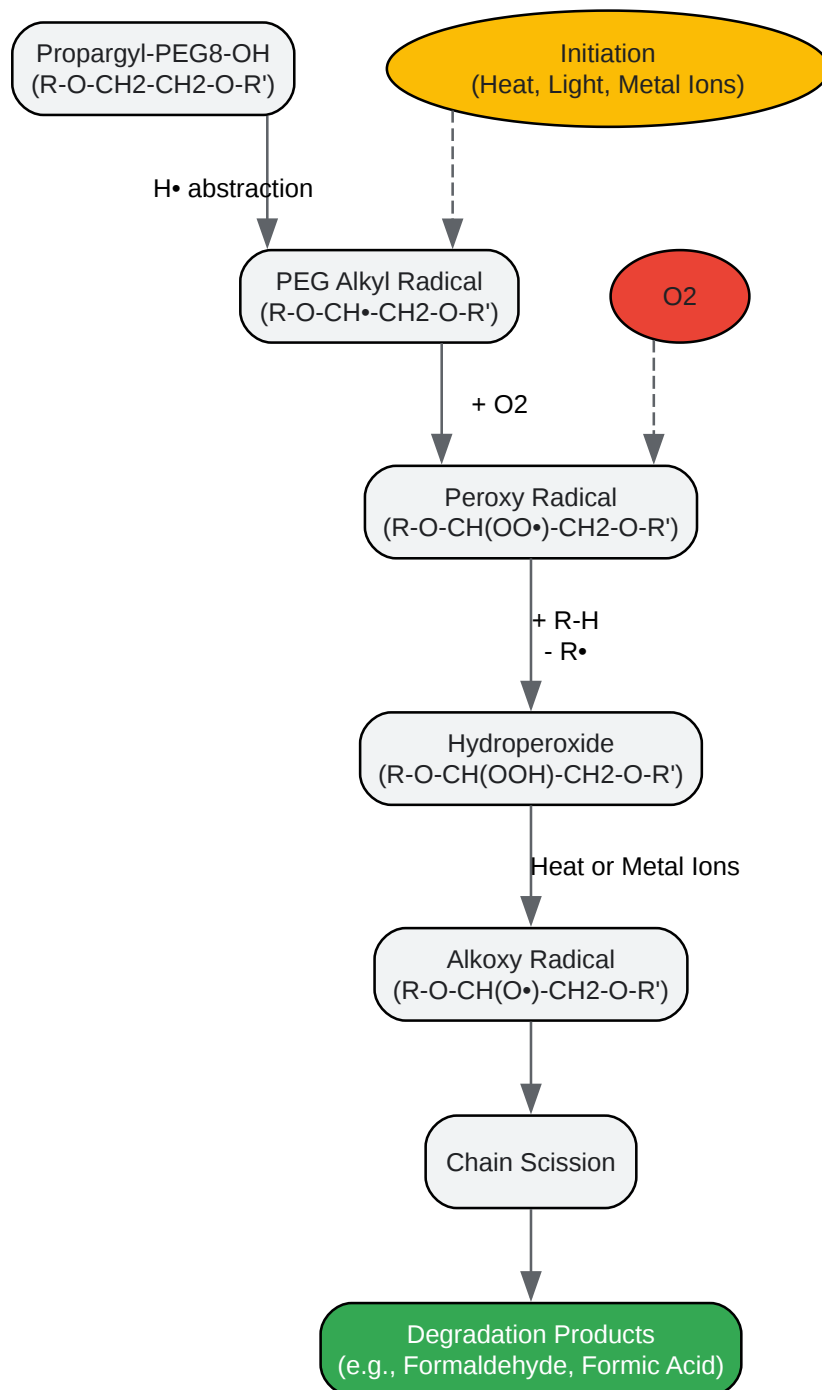 Propargyl-PEG8-OH
(R-O-CH2-CH2-O-R')
Initiation
(Heat, Light, Metal Ions)
H• abstraction
PEG Alkyl Radical
(R-O-CH•-CH2-O-R')
O2
+ O2
Peroxy Radical
(R-O-CH(OO•)-CH2-O-R')
+ R-H
- R•
Hydroperoxide
(R-O-CH(OOH)-CH2-O-R')
Heat or Metal Ions
Alkoxy Radical
(R-O-CH(O•)-CH2-O-R')
Chain Scission
Degradation Products
(e.g., Formaldehyde, Formic Acid)